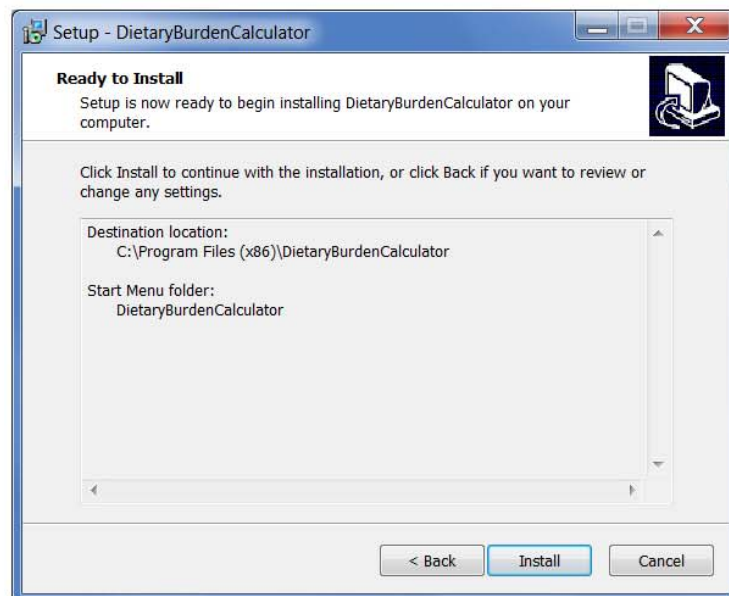 Setup - DietaryBurdenCalculator
Ready to Install
Setup is now ready to begin installing DietaryBurdenCalculator on your
computer.
Click Install to continue with the installation, or click Back if you want to review or
change any settings.
Destination location:
C:\Program Files (x86)\DietaryBurdenCalculator
Start Menu folder:
DietaryBurdenCalculator
< Back
Install
Cancel